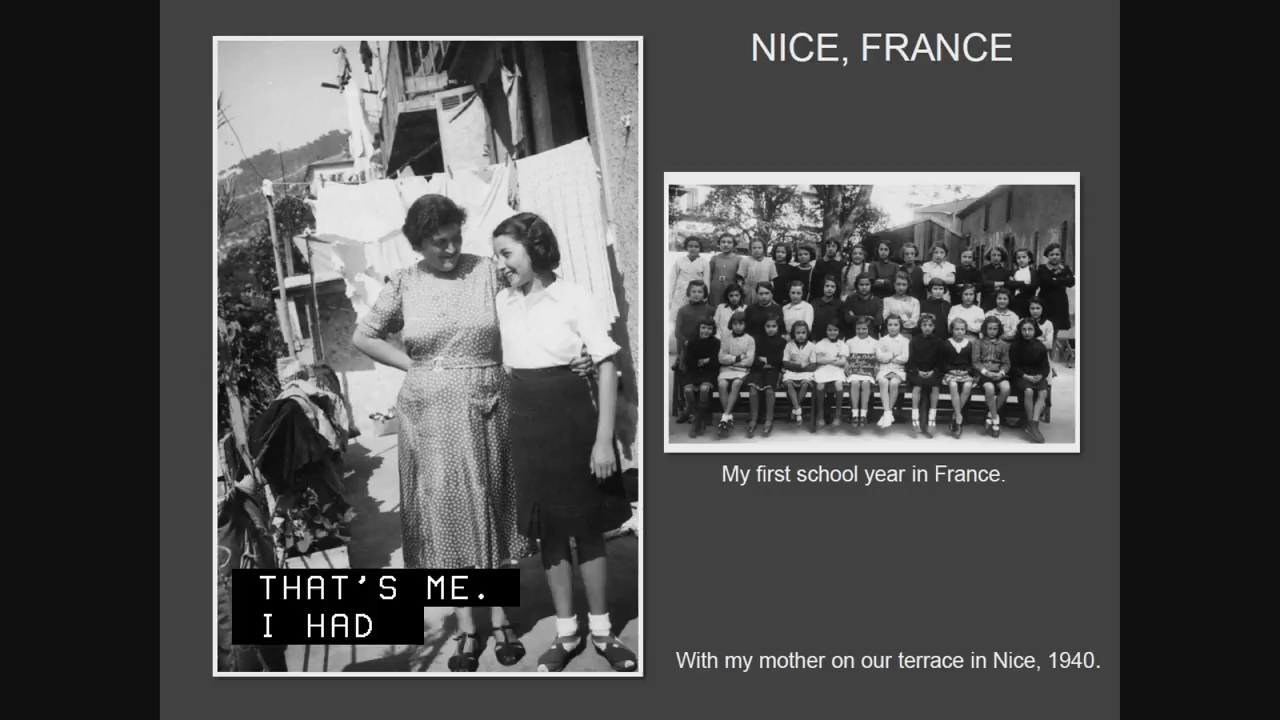 NICE, FRANCE
My first school year in France.
THAT'S ME.
I HAD
With my mother on our terrace in Nice, 1940.